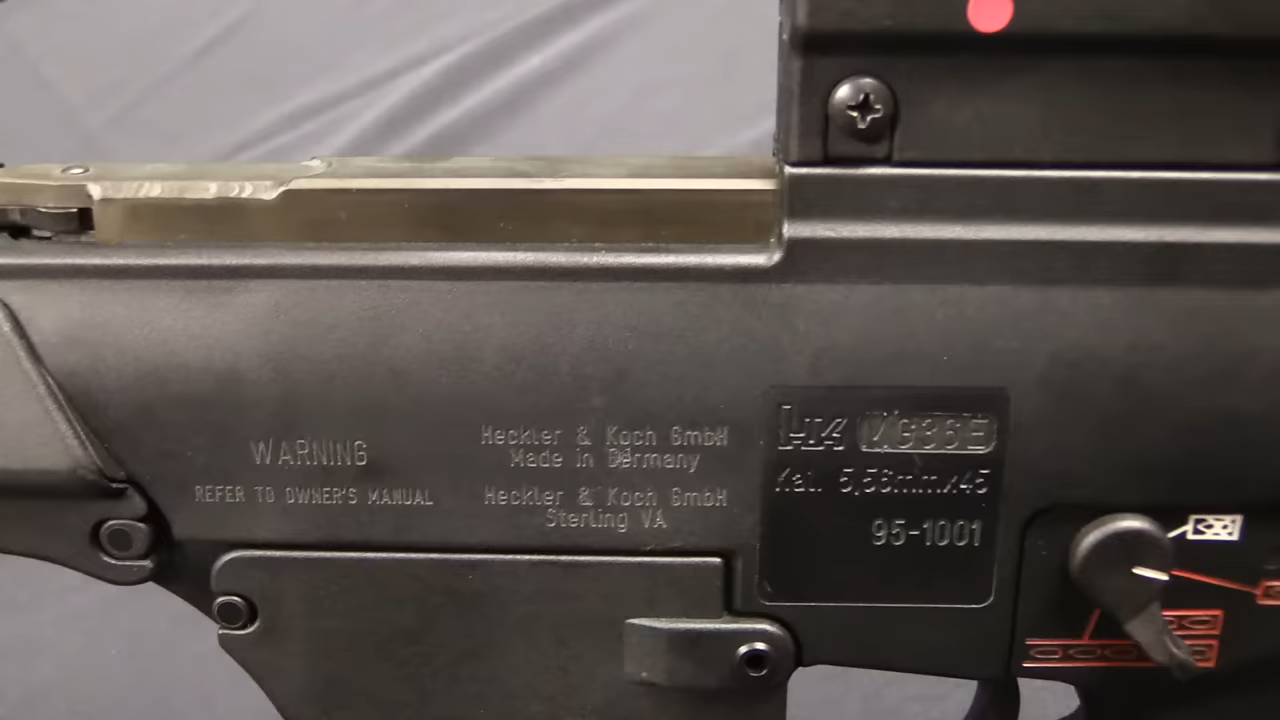 WARNING
REFER TO OWNER'S MANUAL
Heckler & Koch GmbH
Made in Germany
Heckler & Koch GmbH
Sterling VA
HK MG36E
Kal. 5,56mmx45
95-1001